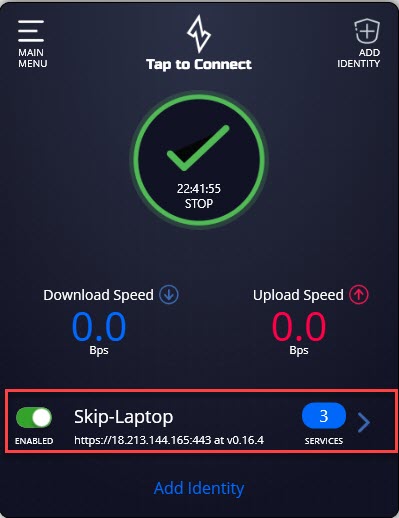 MAIN
MENU
Tap to Connect
ADD
IDENTITY
22:41:55
STOP
Download Speed
0.0
Bps
Upload Speed
0.0
Bps
ENABLED
Skip-Laptop
https://18.213.144.165:443 at v0.16.4
3
SERVICES
Add Identity